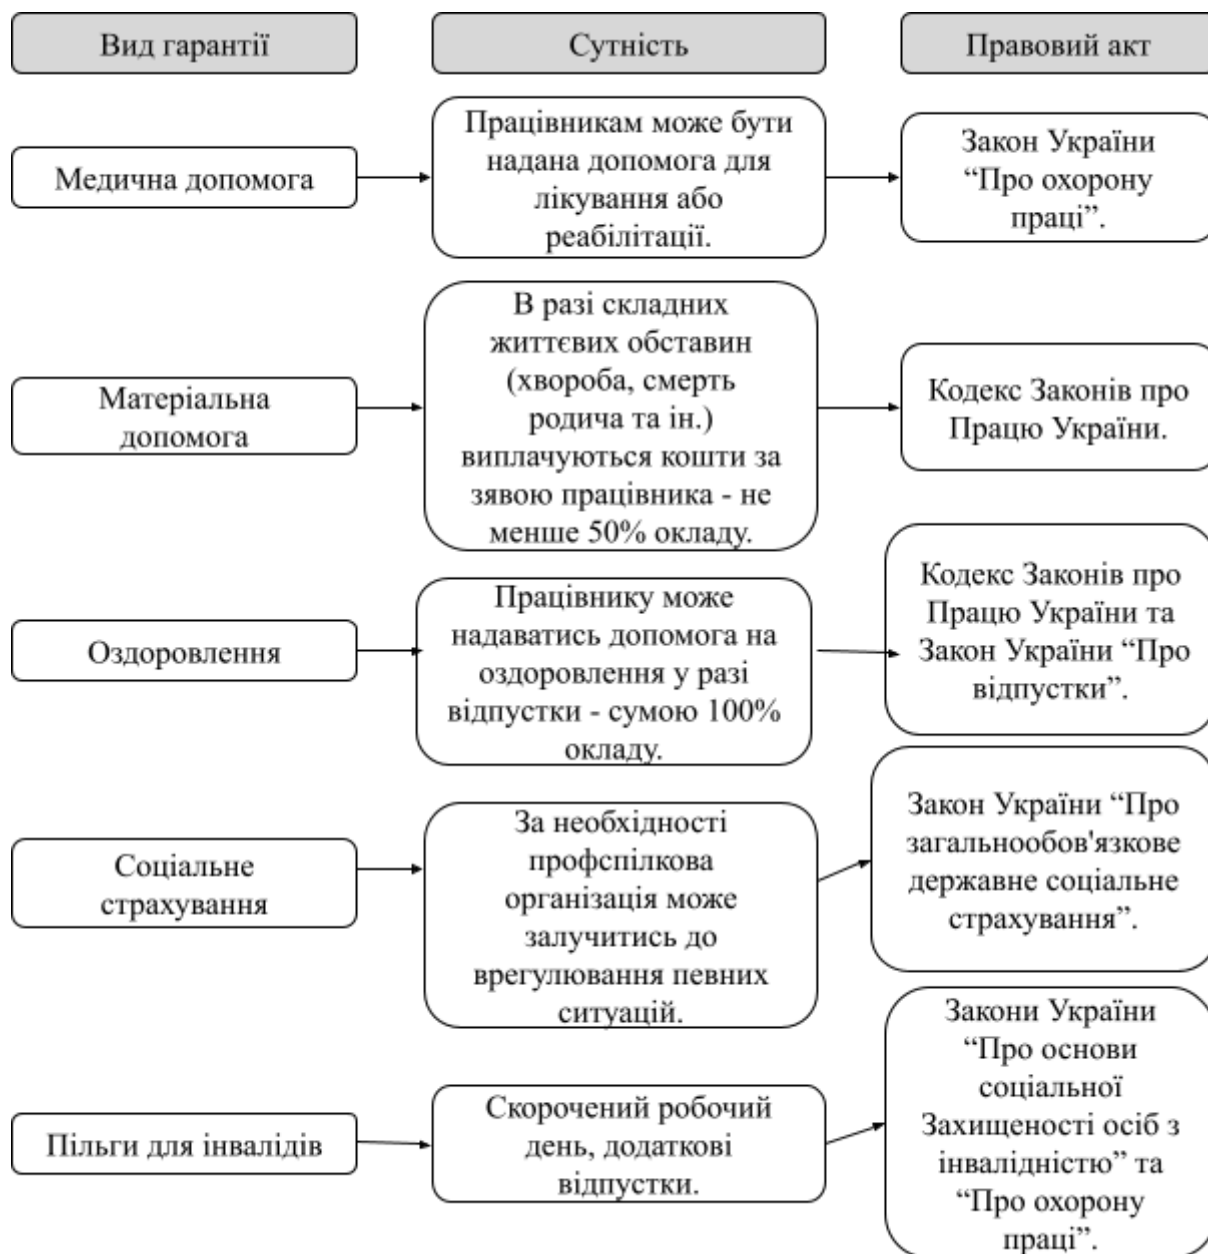 Вид гарантії
Сутність
Правовий акт
Медична допомога
Працівникам може бути
надана допомога для
лікування або
реабілітації.
Закон України
“Про охорону
праці”.
Матеріальна
допомога
В разі складних
життєвих обставин
(хвороба, смерть
родича та ін.)
виплачуються кошти за
зявою працівника - не
менше 50% окладу.
Кодекс Законів про
Працю України.
Оздоровлення
Працівнику може
надаватись допомога на
оздоровлення у разі
відпустки - сумою 100%
окладу.
Кодекс Законів про
Працю України та
Закон України “Про
відпустки”.
Соціальне
страхування
За необхідності
профспілкова
організація може
залучитись до
врегулювання певних
ситуацій.
Закон України “Про
загальнообов'язкове
державне соціальне
страхування”.
Пільги для інвалідів
Скорочений робочий
день, додаткові
відпустки.
Закони України
“Про основи
соціальної
Захищеності осіб з
інвалідністю” та
“Про охорону
праці”.